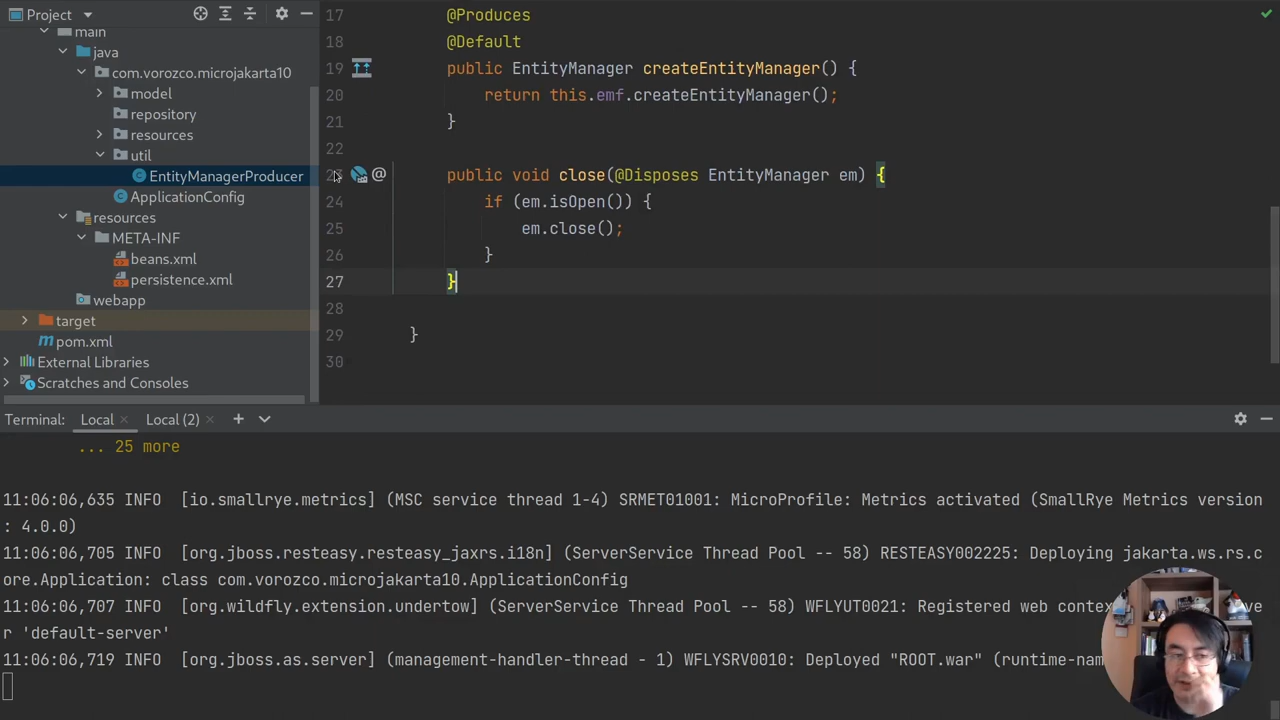 Project
main
java
com.vorozco.microjakarta10
model
repository
resources
util
EntityManagerProducer
ApplicationConfig
resources
META-INF
beans.xml
persistence.xml
webapp
target
pom.xml
External Libraries
Scratches and Consoles
17 @Produces
18 @Default
19 public EntityManager createEntityManager() {
20 return this.emf.createEntityManager();
21 }
22
23 @ public void close(@Disposes EntityManager em) {
24 if (em.isOpen()) {
25 em.close();
26 }
27 }
28
29 }
30
Terminal: Local Local (2)
... 25 more
11:06:06,635 INFO [io.smallrye.metrics] (MSC service thread 1-4) SRMET01001: MicroProfile: Metrics activated (SmallRye Metrics version
: 4.0.0)
11:06:06,705 INFO [org.jboss.resteasy.resteasy_jaxrs.i18n] (ServerService Thread Pool -- 58) RESTEASY002225: Deploying jakarta.ws.rs.c
ore.Application: class com.vorozco.microjakarta10.ApplicationConfig
11:06:06,707 INFO [org.wildfly.extension.undertow] (ServerService Thread Pool -- 58) WFLYUT0021: Registered web contex ver
r 'default-server'
11:06:06,719 INFO [org.jboss.as.server] (management-handler-thread - 1) WFLYSRV0010: Deployed "ROOT.war" (runtime-nam